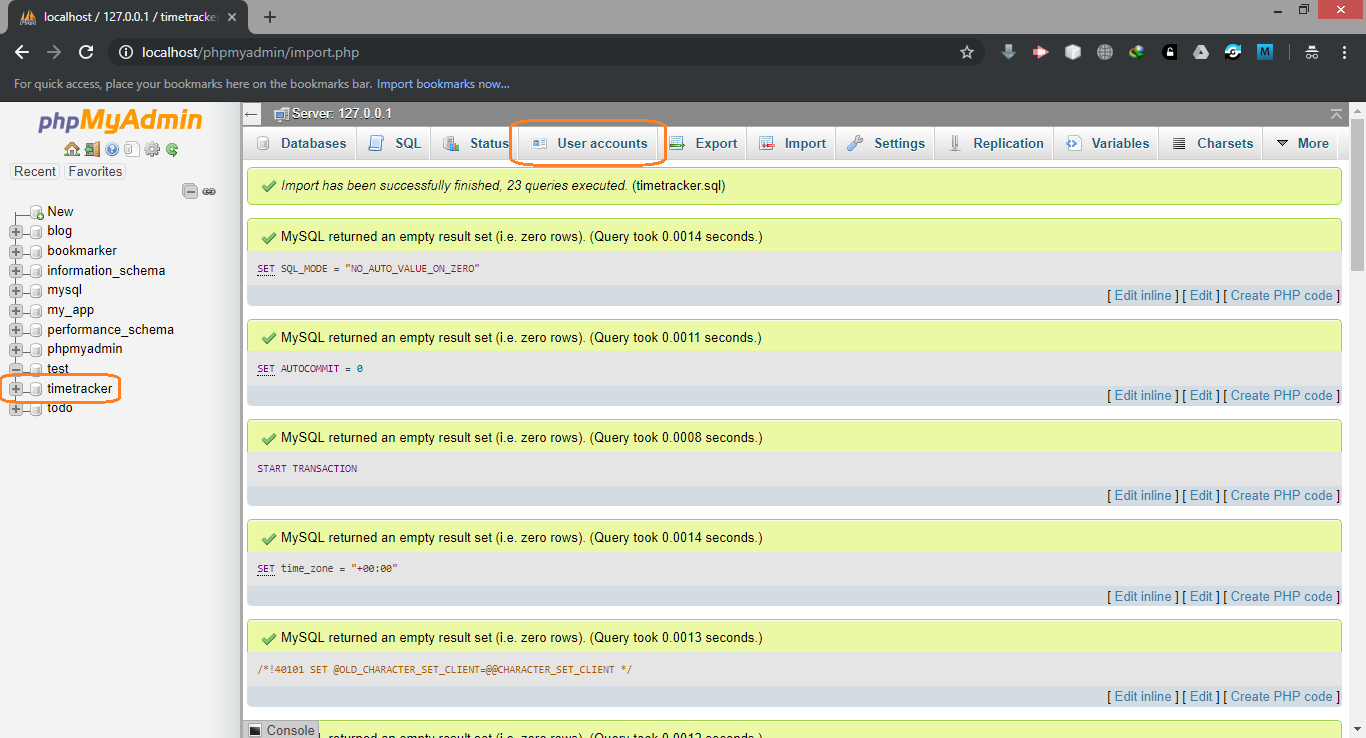 localhost / 127.0.0.1 / timetracke
localhost/phpmyadmin/import.php
For quick access, place your bookmarks here on the bookmarks bar. Import bookmarks now...
phpMyAdmin
Recent Favorites
New
blog
bookmarker
information_schema
mysql
my_app
performance_schema
phpmyadmin
test
timetracker
todo
Server: 127.0.0.1
Databases SQL Status User accounts Export Import Settings Replication Variables Charsets More
Import has been successfully finished, 23 queries executed. (timetracker.sql)
MySQL returned an empty result set (i.e. zero rows). (Query took 0.0014 seconds.)
SET SQL_MODE = "NO_AUTO_VALUE_ON_ZERO"
[ Edit inline ] [ Edit ] [ Create PHP code ]
MySQL returned an empty result set (i.e. zero rows). (Query took 0.0011 seconds.)
SET AUTOCOMMIT = 0
[ Edit inline ] [ Edit ] [ Create PHP code ]
MySQL returned an empty result set (i.e. zero rows). (Query took 0.0008 seconds.)
START TRANSACTION
[ Edit inline ] [ Edit ] [ Create PHP code ]
MySQL returned an empty result set (i.e. zero rows). (Query took 0.0014 seconds.)
SET time_zone = "+00:00"
[ Edit inline ] [ Edit ] [ Create PHP code ]
MySQL returned an empty result set (i.e. zero rows). (Query took 0.0013 seconds.)
/*!40101 SET @OLD_CHARACTER_SET_CLIENT=@@CHARACTER_SET_CLIENT */
[ Edit inline ] [ Edit ] [ Create PHP code ]
Console
returned an empty result set (i.e. zero rows). (Query took 0.0012 seconds.)